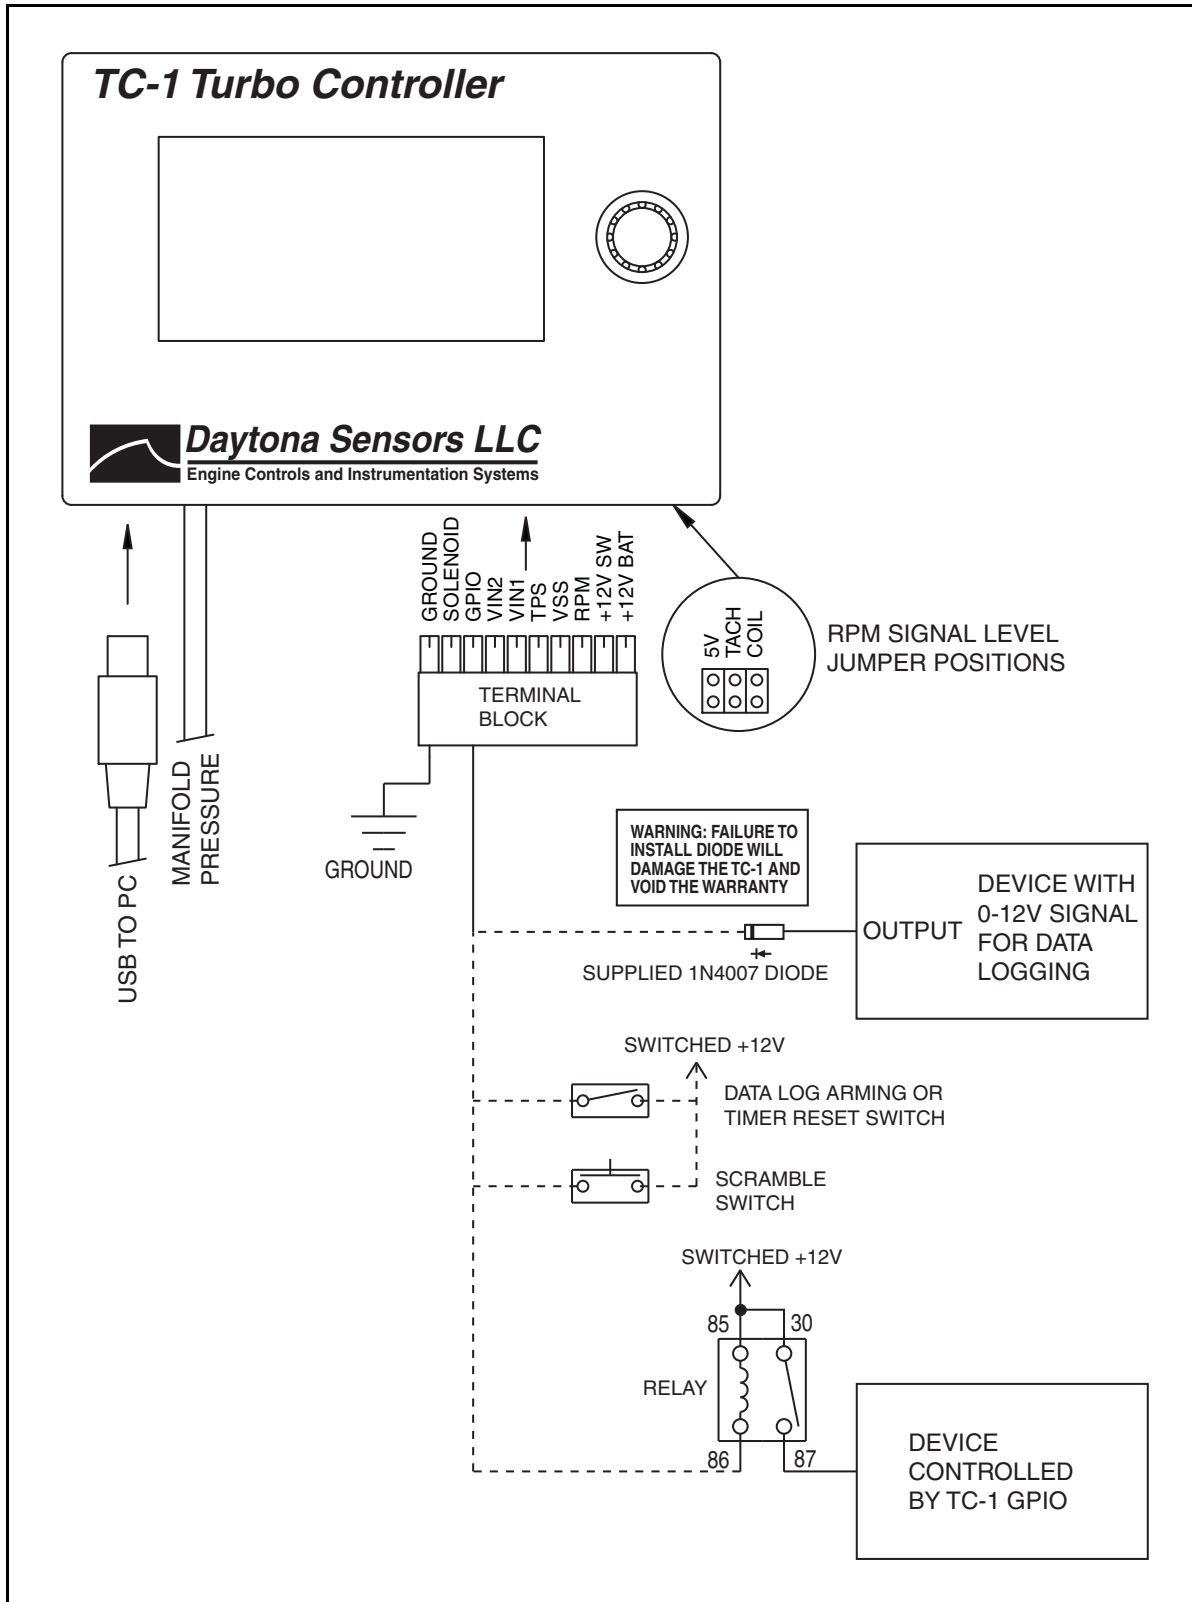 TC-1 Turbo Controller
Daytona Sensors LLC
Engine Controls and Instrumentation Systems
GROUND
SOLENOID
GPIO
VIN2
VIN1
TPS
VSS
RPM
+12V SW
+12V BAT
TERMINAL
BLOCK
5V
TACH
COIL
RPM SIGNAL LEVEL
JUMPER POSITIONS
USB TO PC
MANIFOLD
PRESSURE
GROUND
WARNING: FAILURE TO
INSTALL DIODE WILL
DAMAGE THE TC-1 AND
VOID THE WARRANTY
SUPPLIED 1N4007 DIODE
OUTPUT
DEVICE WITH
0-12V SIGNAL
FOR DATA
LOGGING
SWITCHED +12V
DATA LOG ARMING OR
TIMER RESET SWITCH
SCRAMBLE
SWITCH
SWITCHED +12V
85
30
RELAY
86
87
DEVICE
CONTROLLED
BY TC-1 GPIO